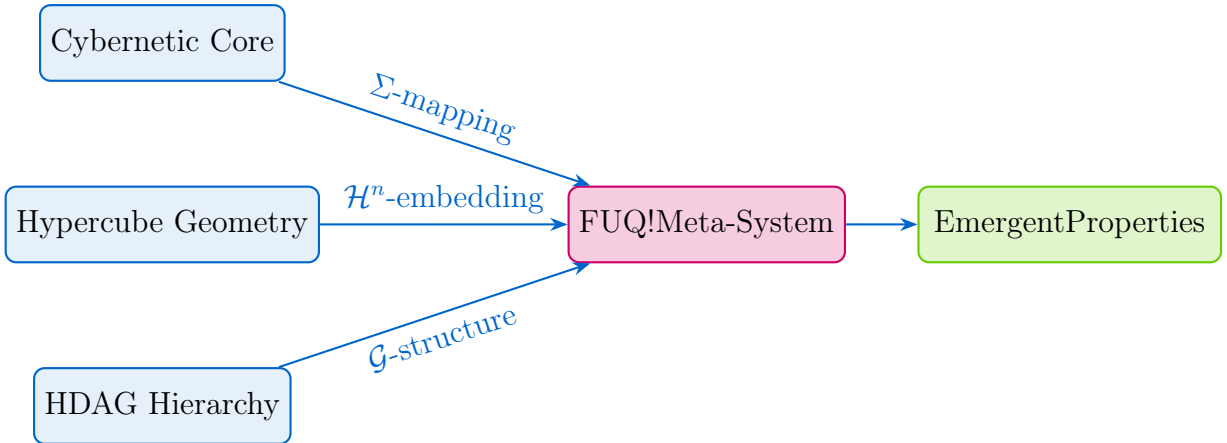 Cybernetic Core
Σ-mapping
Hypercube Geometry
ℋⁿ-embedding
FUQ!Meta-System
EmergentProperties
𝒢-structure
HDAG Hierarchy